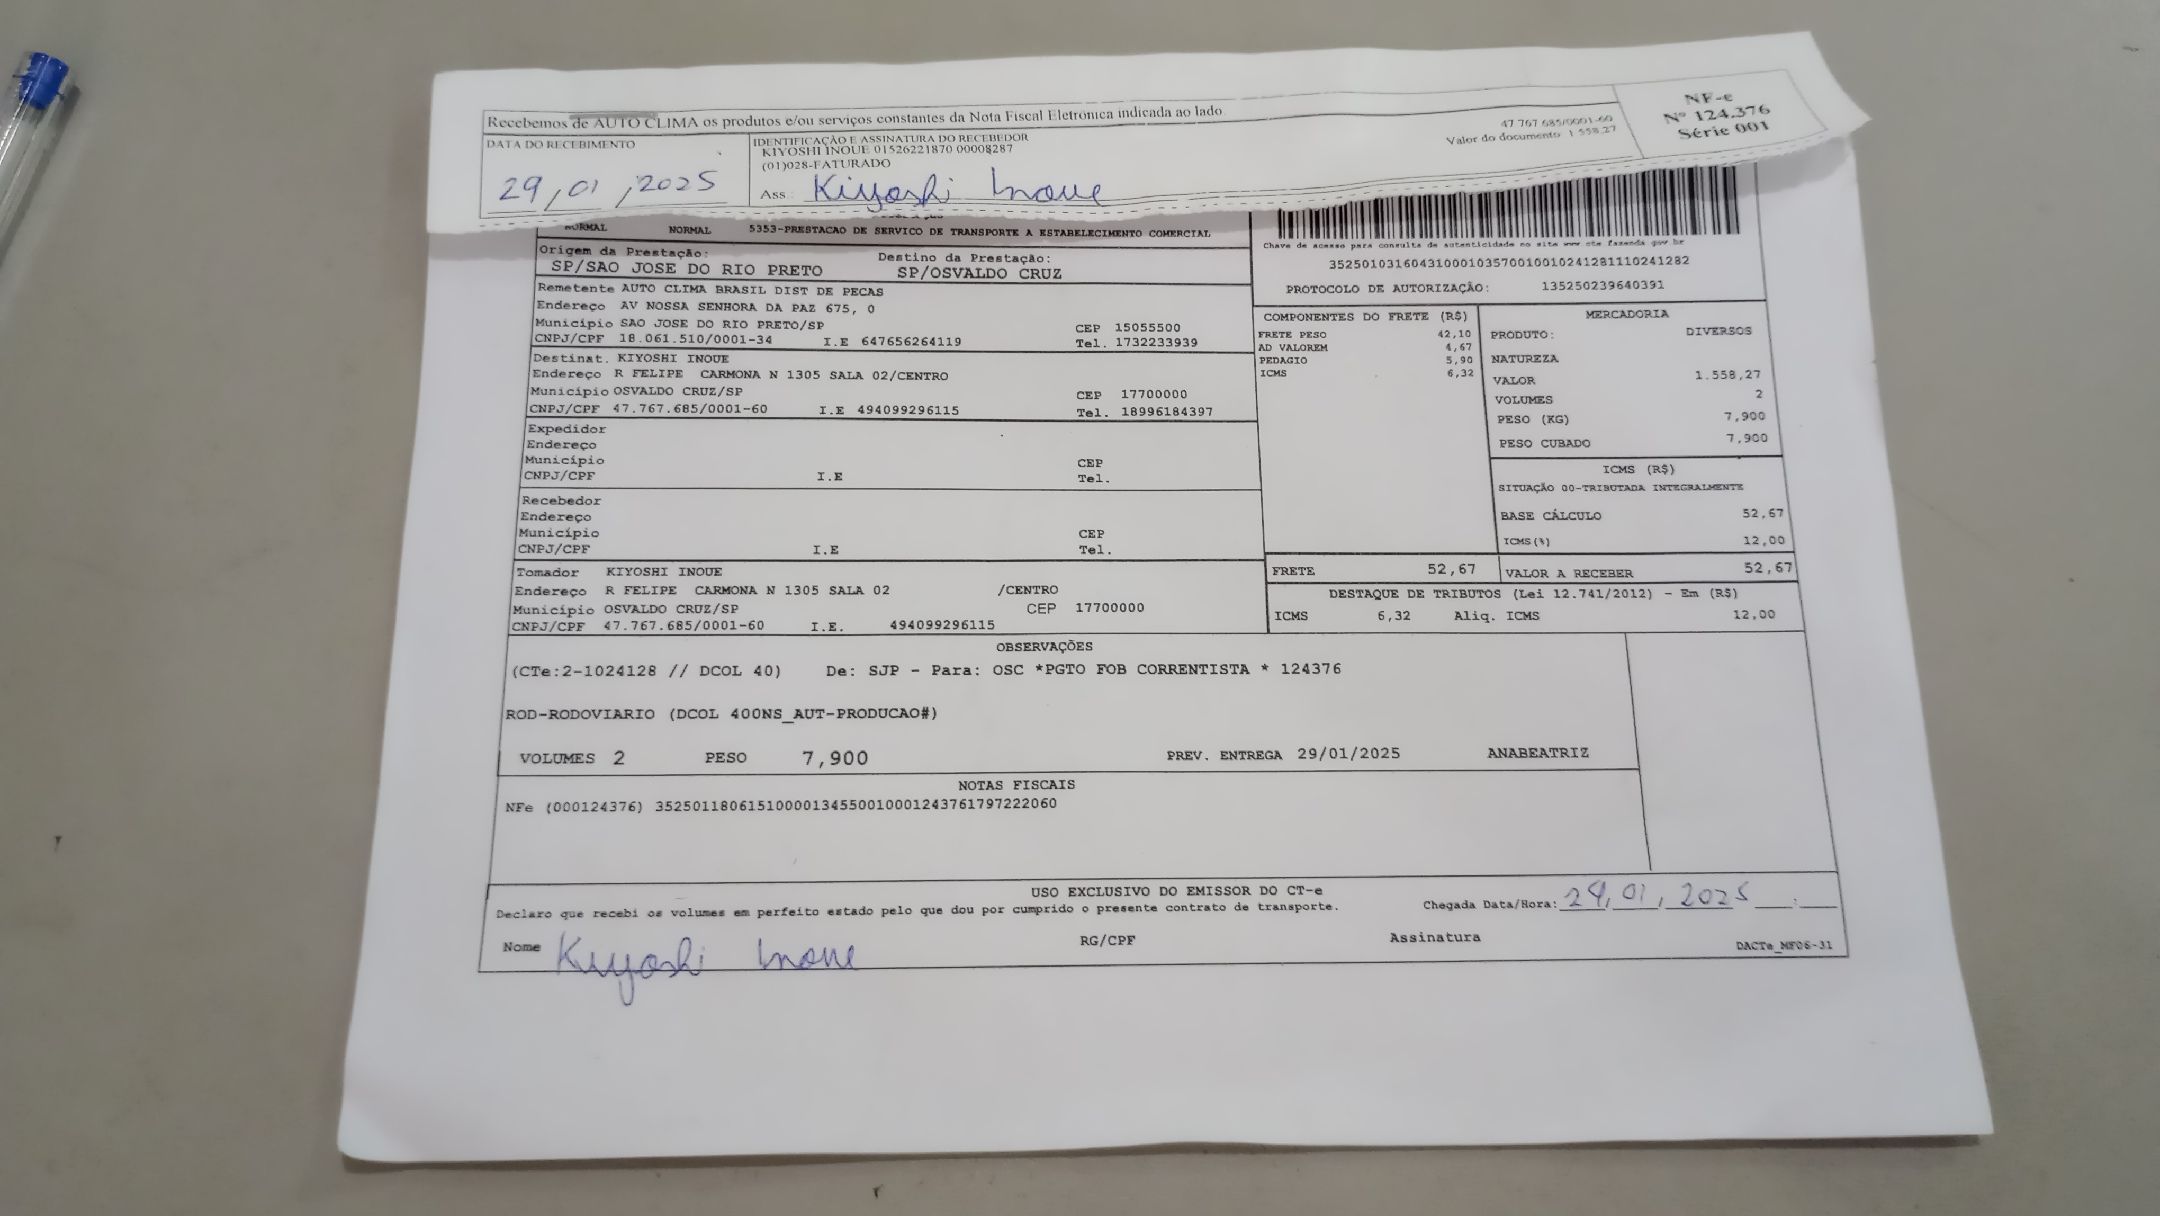 Recebemos de AUTO CLIMA os produtos e/ou serviços constantes da Nota Fiscal Eletrônica indicada ao lado.
47 767 685/0001-60
Valor do documento 1 558.27
NF-e
Nº 124.376
Série 001
DATA DO RECEBIMENTO
29/01/2025
IDENTIFICAÇÃO E ASSINATURA DO RECEBEDOR
KIYOSHI INOUE 01526221870 00008287
(01)028-FATURADO
Ass.: Kiyoshi Inoue
NORMAL NORMAL 5353-PRESTACAO DE SERVICO DE TRANSPORTE A ESTABELECIMENTO COMERCIAL
Origem da Prestação: Destino da Prestação:
SP/SAO JOSE DO RIO PRETO SP/OSVALDO CRUZ
Chave de acesso para consulta de autenticidade no site www cte fazenda gov br
35250103160431000103570010010241281110241282
PROTOCOLO DE AUTORIZAÇÃO: 135250239640391
Remetente AUTO CLIMA BRASIL DIST DE PECAS
Endereço AV NOSSA SENHORA DA PAZ 675, 0
Município SAO JOSE DO RIO PRETO/SP CEP 15055500
CNPJ/CPF 18.061.510/0001-34 I.E 647656264119 Tel. 1732233939
Destinat. KIYOSHI INOUE
Endereço R FELIPE CARMONA N 1305 SALA 02/CENTRO
Município OSVALDO CRUZ/SP CEP 17700000
CNPJ/CPF 47.767.685/0001-60 I.E 494099296115 Tel. 18996184397
Expedidor
Endereço
Município CEP
CNPJ/CPF I.E Tel.
Recebedor
Endereço
Município CEP
CNPJ/CPF I.E Tel.
Tomador KIYOSHI INOUE
Endereço R FELIPE CARMONA N 1305 SALA 02 /CENTRO
Município OSVALDO CRUZ/SP CEP 17700000
CNPJ/CPF 47.767.685/0001-60 I.E. 494099296115
COMPONENTES DO FRETE (R$)
FRETE PESO 42,10
AD VALOREM 4,67
PEDAGIO 5,90
ICMS 6,32
MERCADORIA
PRODUTO: DIVERSOS
NATUREZA
VALOR 1.558,27
VOLUMES 2
PESO (KG) 7,900
PESO CUBADO 7,900
ICMS (R$)
SITUAÇÃO 00-TRIBUTADA INTEGRALMENTE
BASE CÁLCULO 52,67
ICMS(%) 12,00
FRETE 52,67 VALOR A RECEBER 52,67
DESTAQUE DE TRIBUTOS (Lei 12.741/2012) - Em (R$)
ICMS 6,32 Aliq. ICMS 12,00
OBSERVAÇÕES
(CTe:2-1024128 // DCOL 40) De: SJP - Para: OSC *PGTO FOB CORRENTISTA * 124376
ROD-RODOVIARIO (DCOL 400NS_AUT-PRODUCAO#)
VOLUMES 2 PESO 7,900 PREV. ENTREGA 29/01/2025 ANABEATRIZ
NOTAS FISCAIS
NFe (000124376) 35250118061510000134550010001243761797222060
USO EXCLUSIVO DO EMISSOR DO CT-e
Declaro que recebi os volumes em perfeito estado pelo que dou por cumprido o presente contrato de transporte. Chegada Data/Hora: 29/01/2025 __:__
Nome Kiyoshi Inoue RG/CPF Assinatura DACTe_MF06-31